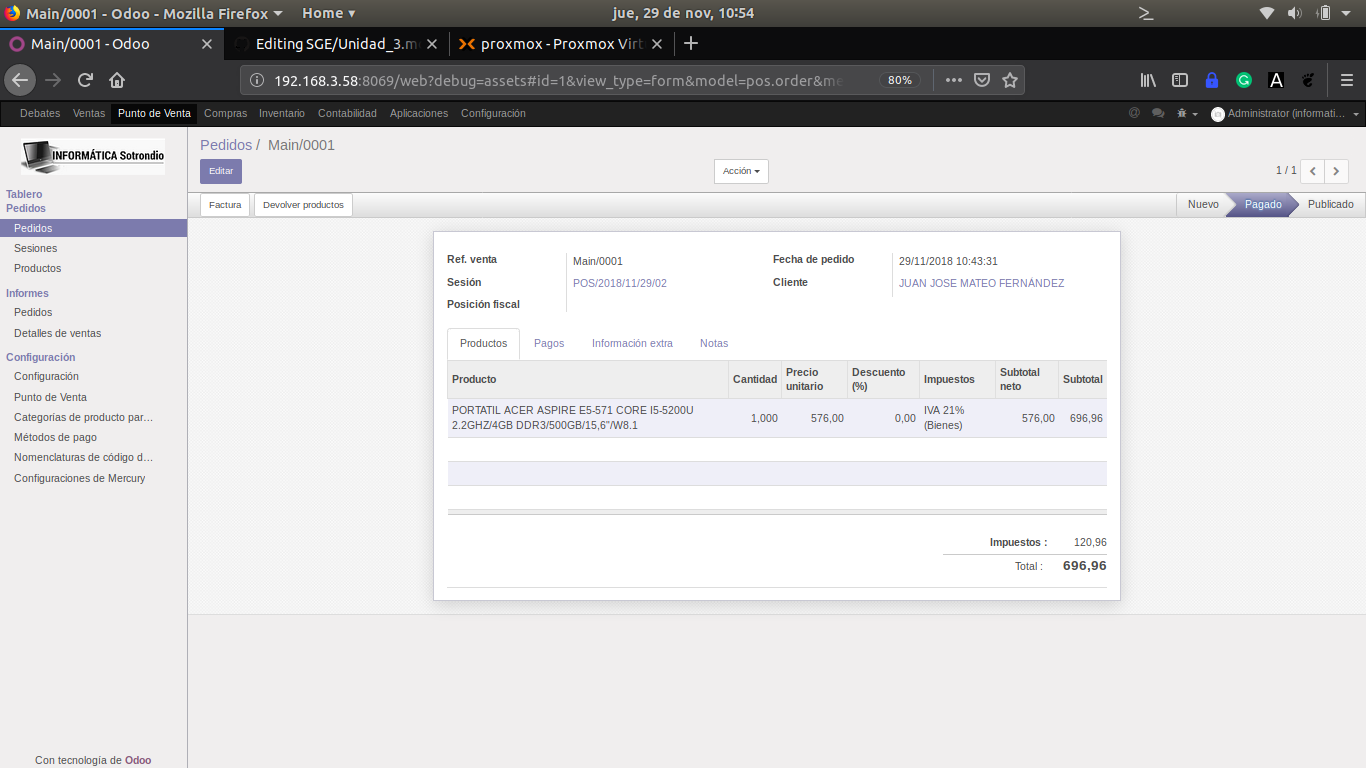 Main/0001 - Odoo - Mozilla Firefox
Home
jue, 29 de nov, 10:54
Main/0001 - Odoo
Editing SGE/Unidad_3.m
proxmox - Proxmox Virt
192.168.3.58:8069/web?debug=assets#id=1&view_type=form&model=pos.order&me
80%
Debates
Ventas
Punto de Venta
Compras
Inventario
Contabilidad
Aplicaciones
Configuración
Administrator (informati...
INFORMÁTICA Sotrondio
Pedidos / Main/0001
Editar
Acción
1 / 1
Tablero
Pedidos
Pedidos
Sesiones
Productos
Informes
Pedidos
Detalles de ventas
Configuración
Configuración
Punto de Venta
Categorías de producto par...
Métodos de pago
Nomenclaturas de código d...
Configuraciones de Mercury
Con tecnología de Odoo
Factura
Devolver productos
Nuevo
Pagado
Publicado
Ref. venta Main/0001
Fecha de pedido 29/11/2018 10:43:31
Sesión POS/2018/11/29/02
Cliente JUAN JOSE MATEO FERNÁNDEZ
Posición fiscal
Productos
Pagos
Información extra
Notas
Producto
Cantidad
Precio
unitario
Descuento
(%)
Impuestos
Subtotal
neto
Subtotal
PORTATIL ACER ASPIRE E5-571 CORE I5-5200U
2.2GHZ/4GB DDR3/500GB/15,6"/W8.1
1,000
576,00
0,00
IVA 21%
(Bienes)
576,00
696,96
Impuestos : 120,96
Total : 696,96